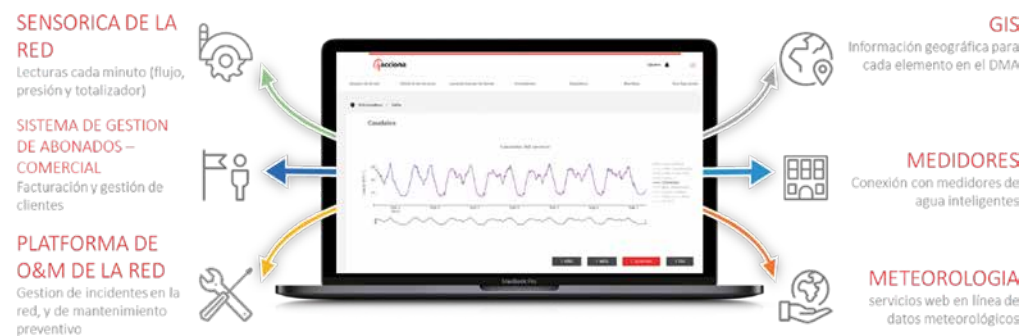 SENSORICA DE LA
RED
Lecturas cada minuto (flujo,
presión y totalizador)
SISTEMA DE GESTION
DE ABONADOS –
COMERCIAL
Facturación y gestión de
clientes
PLATFORMA DE
O&M DE LA RED
Gestion de incidentes en la
red, y de mantenimiento
preventivo
acciona
Caudales
MacBook Pro
GIS
Información geográfica para
cada elemento en el DMA
MEDIDORES
Conexión con medidores de
agua inteligentes
METEOROLOGIA
servicios web en línea de
datos meteorológicos